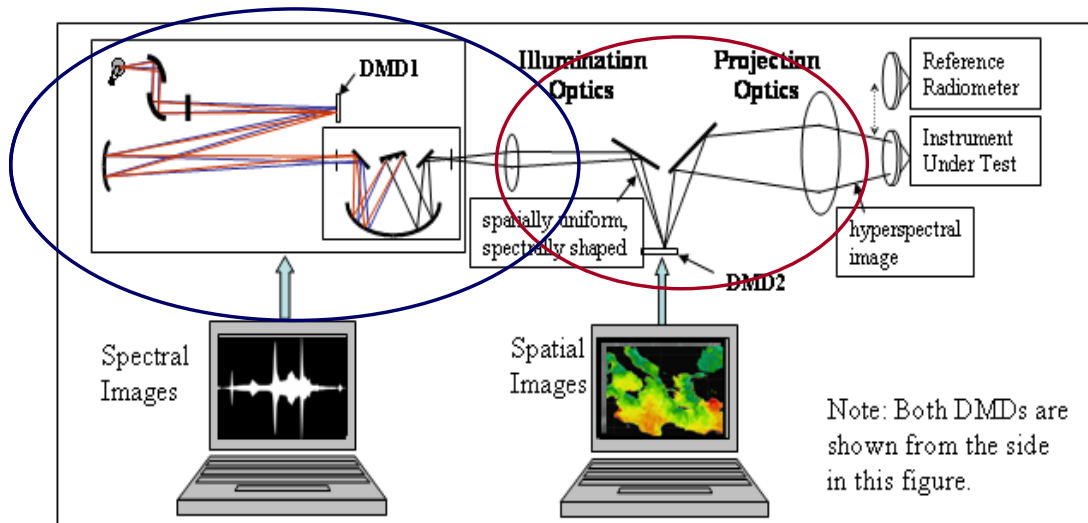 DMD1
Illumination
Optics
Projection
Optics
Reference
Radiometer
Instrument
Under Test
spatially uniform,
spectrally shaped
hyperspectral
image
DMD2
Spectral
Images
Spatial
Images
Note: Both DMDs are
shown from the side
in this figure.